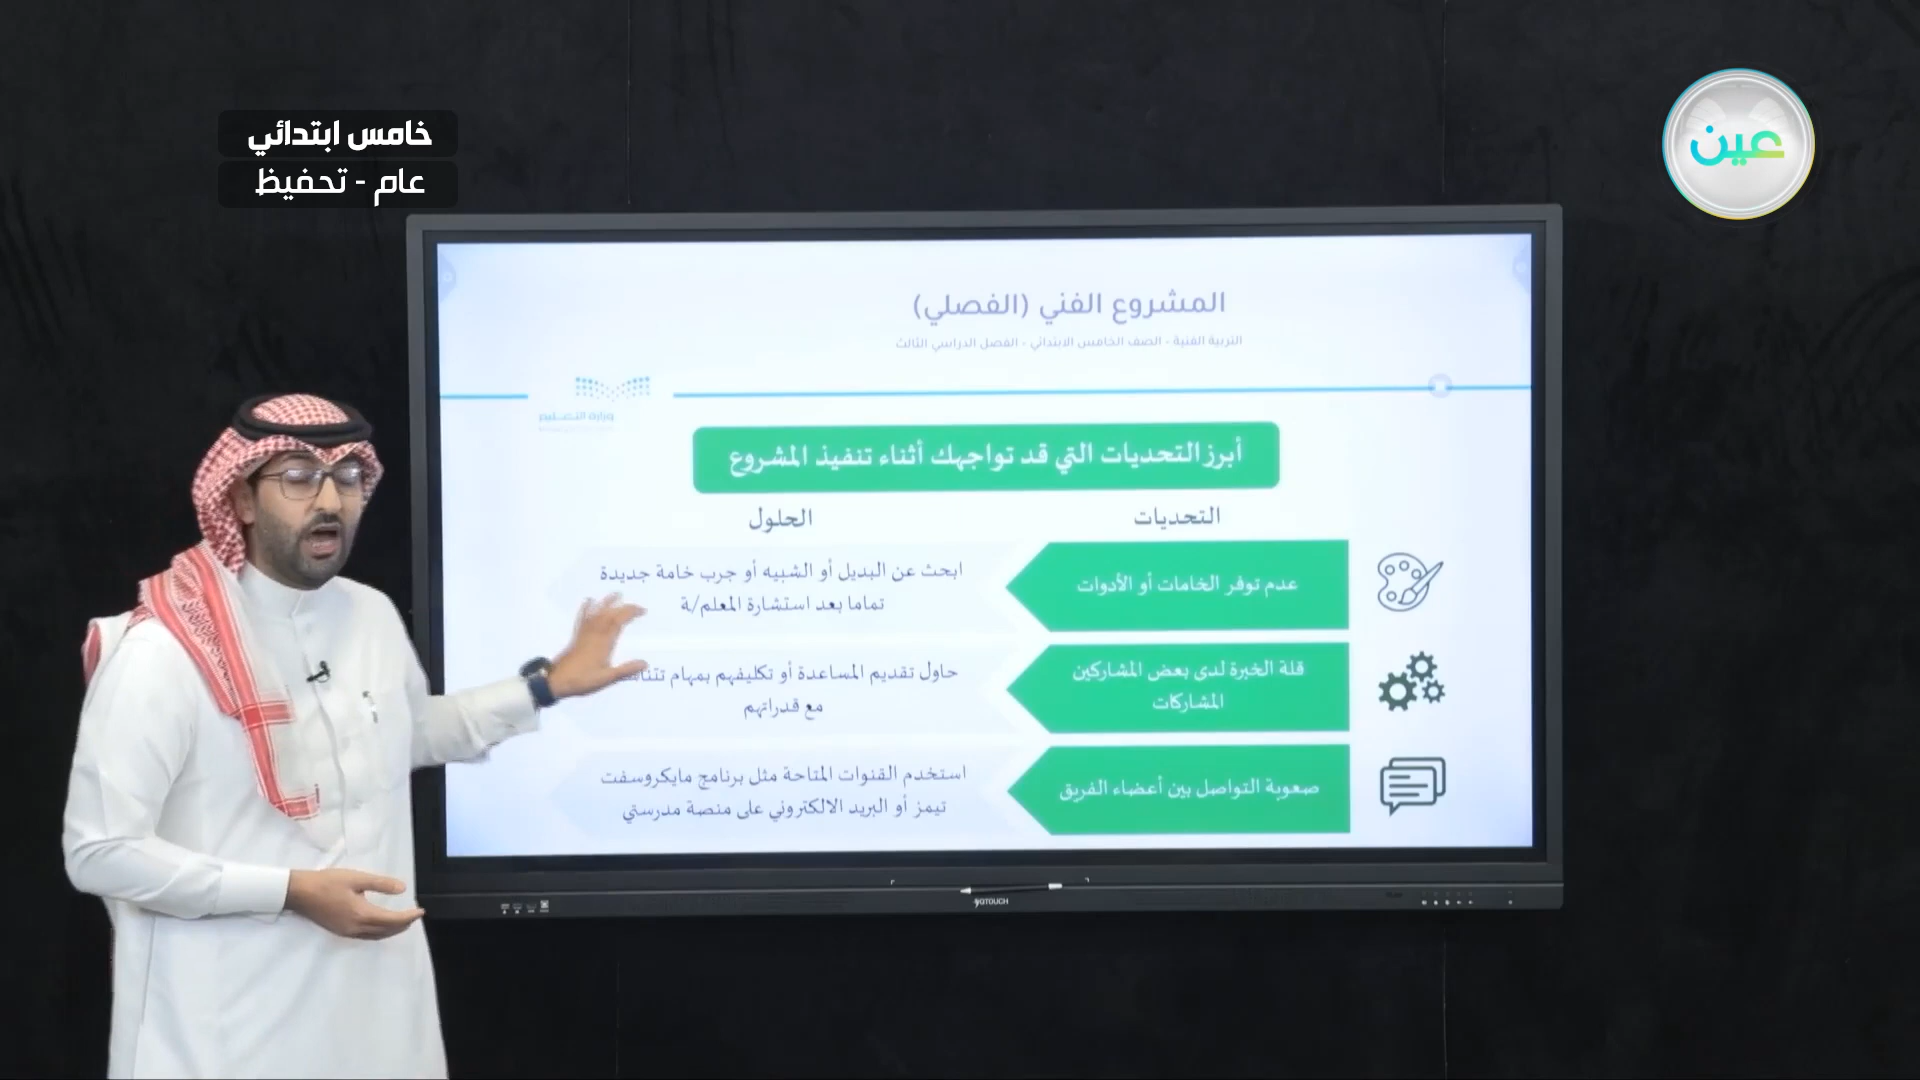 خامس ابتدائي
عام - تحفيظ
عين
المشروع الفني (الفصلي)
التربية الفنية - الصف الخامس الابتدائي - الفصل الدراسي الثالث
وزارة التعليم
أبرز التحديات التي قد تواجهك أثناء تنفيذ المشروع
التحديات
الحلول
عدم توفر الخامات أو الأدوات
ابحث عن البديل أو الشبيه أو جرب خامة جديدة
تماما بعد استشارة المعلم/ة
قلة الخبرة لدى بعض المشاركين
المشاركات
حاول تقديم المساعدة أو تكليفهم بمهام
مع قدراتهم
صعوبة التواصل بين أعضاء الفريق
استخدم القنوات المتاحة مثل برنامج مايكروسفت
تيمز أو البريد الالكتروني على منصة مدرستي